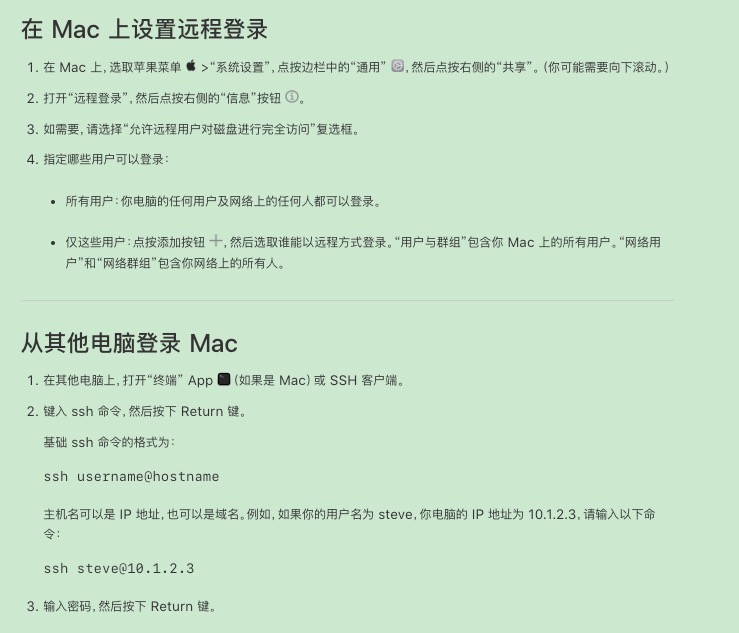 在 Mac 上设置远程登录
1. 在 Mac 上，选取苹果菜单  >“系统设置”，点按边栏中的“通用” ，然后点按右侧的“共享”。（你可能需要向下滚动。）
2. 打开“远程登录”，然后点按右侧的“信息”按钮 ⓘ。
3. 如需要，请选择“允许远程用户对磁盘进行完全访问”复选框。
4. 指定哪些用户可以登录：
• 所有用户：你电脑的任何用户及网络上的任何人都可以登录。
• 仅这些用户：点按添加按钮 ＋，然后选取谁能以远程方式登录。“用户与群组”包含你 Mac 上的所有用户。“网络用
户”和“网络群组”包含你网络上的所有人。
从其他电脑登录 Mac
1. 在其他电脑上，打开“终端” App （如果是 Mac）或 SSH 客户端。
2. 键入 ssh 命令，然后按下 Return 键。
基础 ssh 命令的格式为：
ssh username@hostname
主机名可以是 IP 地址，也可以是域名。例如，如果你的用户名为 steve，你电脑的 IP 地址为 10.1.2.3，请输入以下命
令：
ssh steve@10.1.2.3
3. 输入密码，然后按下 Return 键。